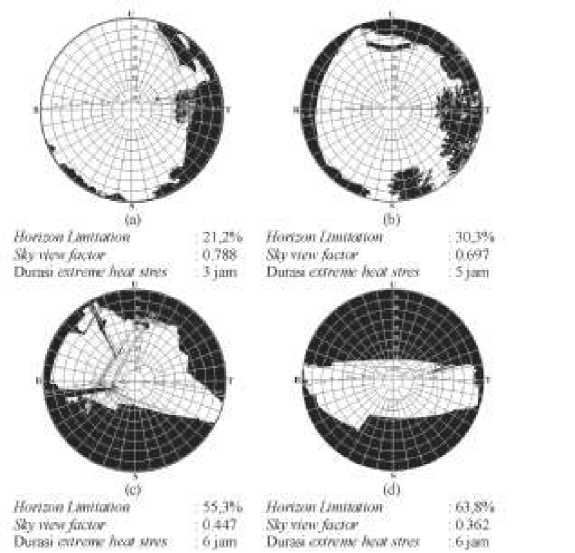 U
U
B
T
B
T
S
S
(a)
(b)
Horizon Limitation : 21,2%
Sky view factor : 0.788
Durasi extreme heat stres : 3 jam
Horizon Limitation : 30,3%
Sky view factor : 0.697
Durasi extreme heat stres : 5 jam
U
U
B
T
B
T
S
S
(c)
(d)
Horizon Limitation : 55,3%
Sky view factor : 0.447
Durasi extreme heat stres : 6 jam
Horizon Limitation : 63,8%
Sky view factor : 0.362
Durasi extreme heat stres : 6 jam